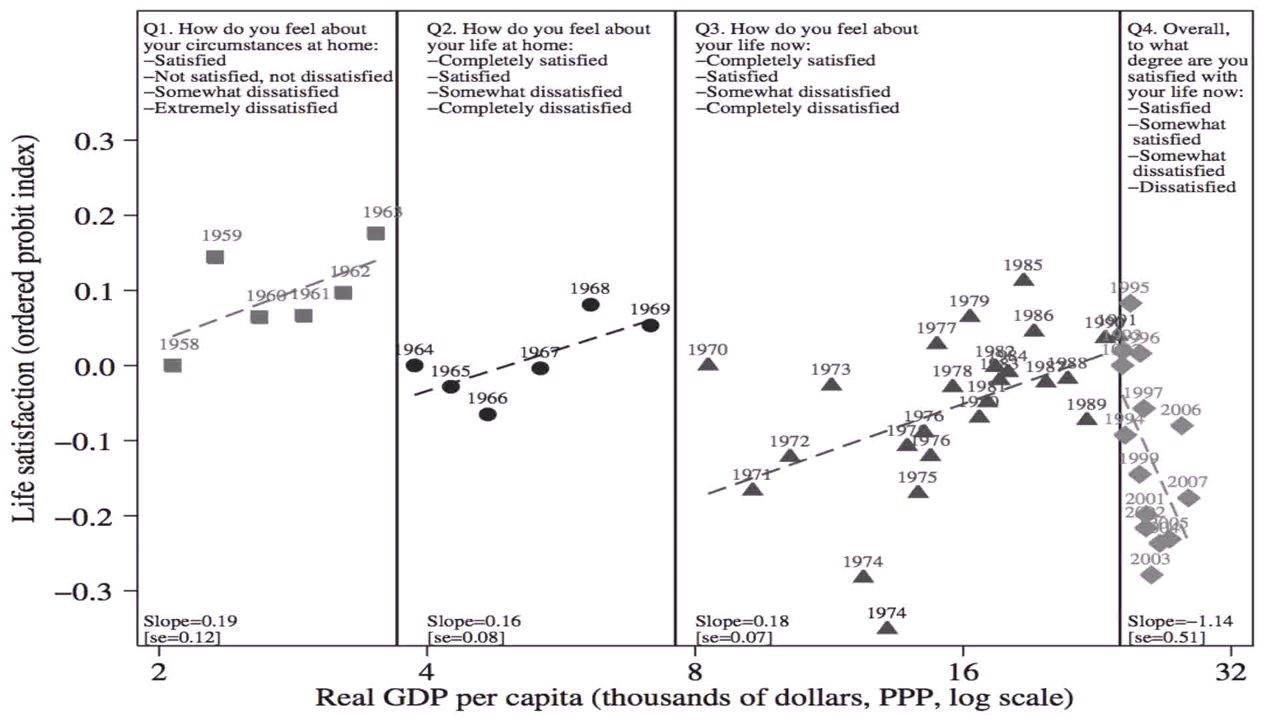 Q1. How do you feel about
your circumstances at home:
–Satisfied
–Not satisfied, not dissatisfied
–Somewhat dissatisfied
–Extremely dissatisfied
Q2. How do you feel about
your life at home:
–Completely satisfied
–Satisfied
–Somewhat dissatisfied
–Completely dissatisfied
Q3. How do you feel about
your life now:
–Completely satisfied
–Satisfied
–Somewhat dissatisfied
–Completely dissatisfied
Q4. Overall,
to what
degree are you
satisfied with
your life now:
–Satisfied
–Somewhat
satisfied
–Somewhat
dissatisfied
–Dissatisfied
Life satisfaction (ordered probit index)
0.3
0.2
0.1
0.0
−0.1
−0.2
−0.3
1958
1959
1960
1961
1962
1963
1964
1965
1966
1967
1968
1969
1970
1971
1972
1973
1974
1974
1975
1976
1976
1977
1978
1979
1981
1982
1985
1986
1988
1989
1991
1995
1997
1994
1999
2001
2006
2007
2003
Slope=0.19
[se=0.12]
Slope=0.16
[se=0.08]
Slope=0.18
[se=0.07]
Slope=−1.14
[se=0.51]
2
4
8
16
32
Real GDP per capita (thousands of dollars, PPP, log scale)